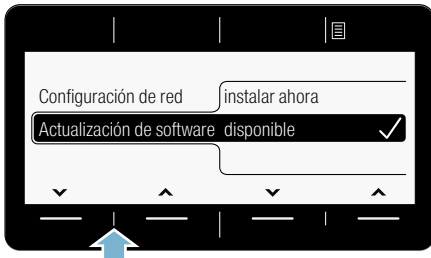 Configuración de red instalar ahora
Actualización de software disponible